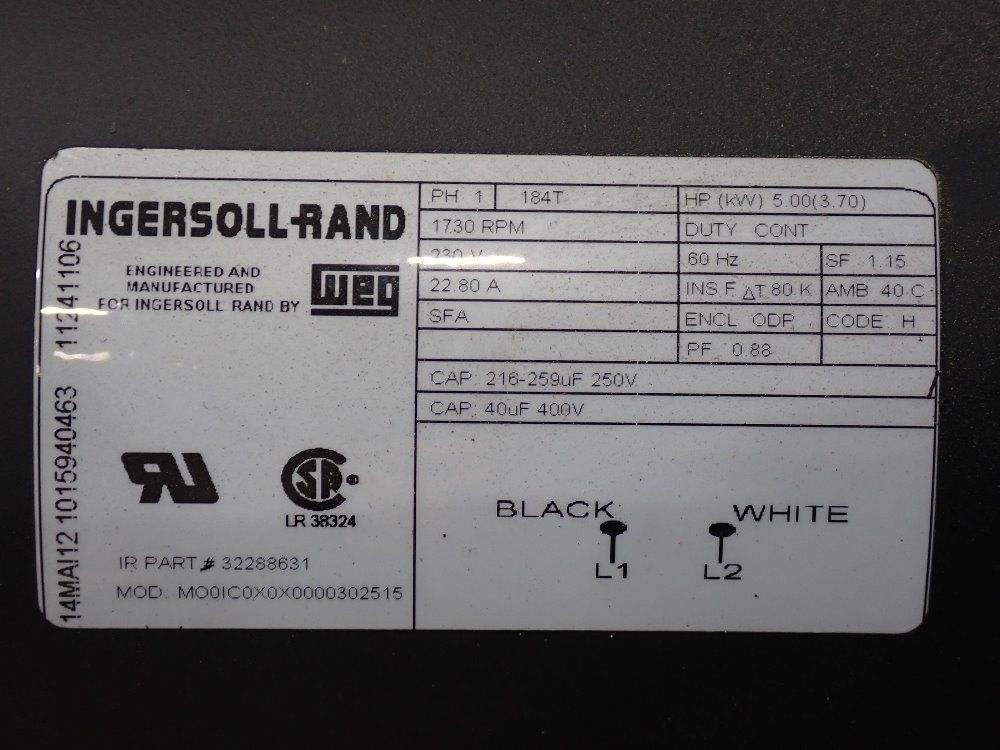 INGERSOLL-RAND
ENGINEERED AND
MANUFACTURED
FOR INGERSOLL RAND BY
WEG
14MAI12 1015940463 11241106
RU
SA
LR 38324
IR PART # 32288631
MOD: MO0IC0X0X0000302515
PH 1 184T HP (kW) 5.00(3.70)
1730 RPM DUTY CONT
230 V 60 Hz SF 1.15
22.80 A INS F ΔT 80 K AMB 40 C
SFA ENCL ODP CODE H
PF 0.88
CAP: 216-259uF 250V
CAP: 40uF 400V
BLACK WHITE
L1 L2